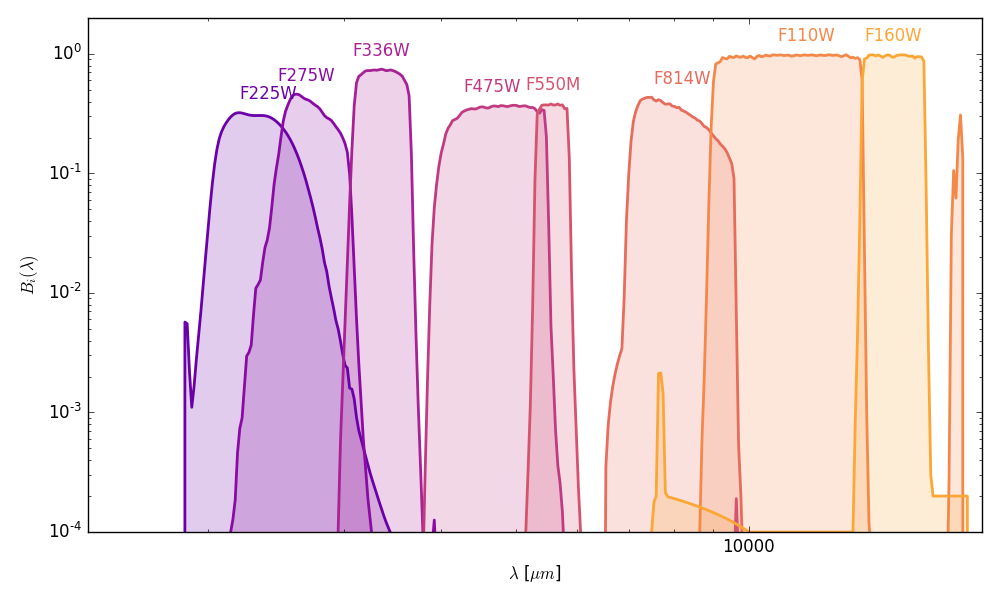 F336W
F110W
F160W
F275W
F225W
F475W
F550M
F814W
10⁰
10⁻¹
10⁻²
10⁻³
10⁻⁴
B_i(λ)
10000
λ [μm]